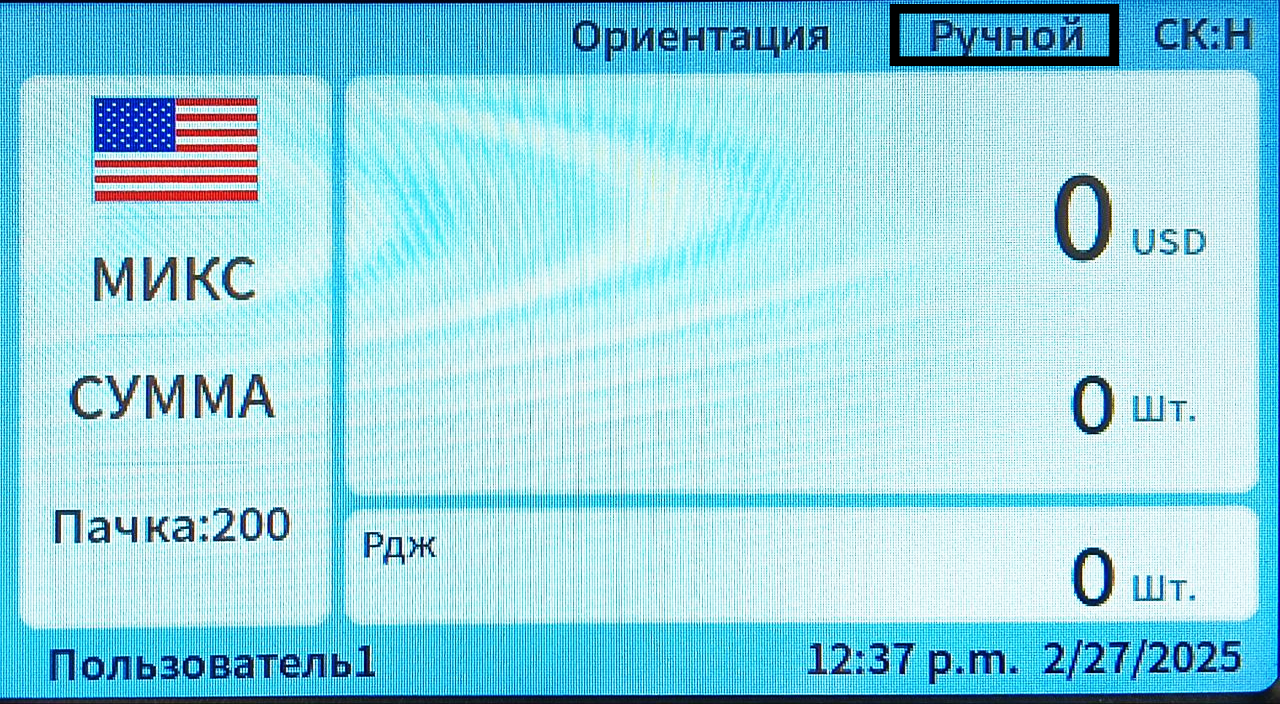 Ориентация Ручной СК:Н
МИКС
СУММА
Пачка:200
0 USD
0 Шт.
Рдж
0 Шт.
Пользователь1 12:37 p.m. 2/27/2025